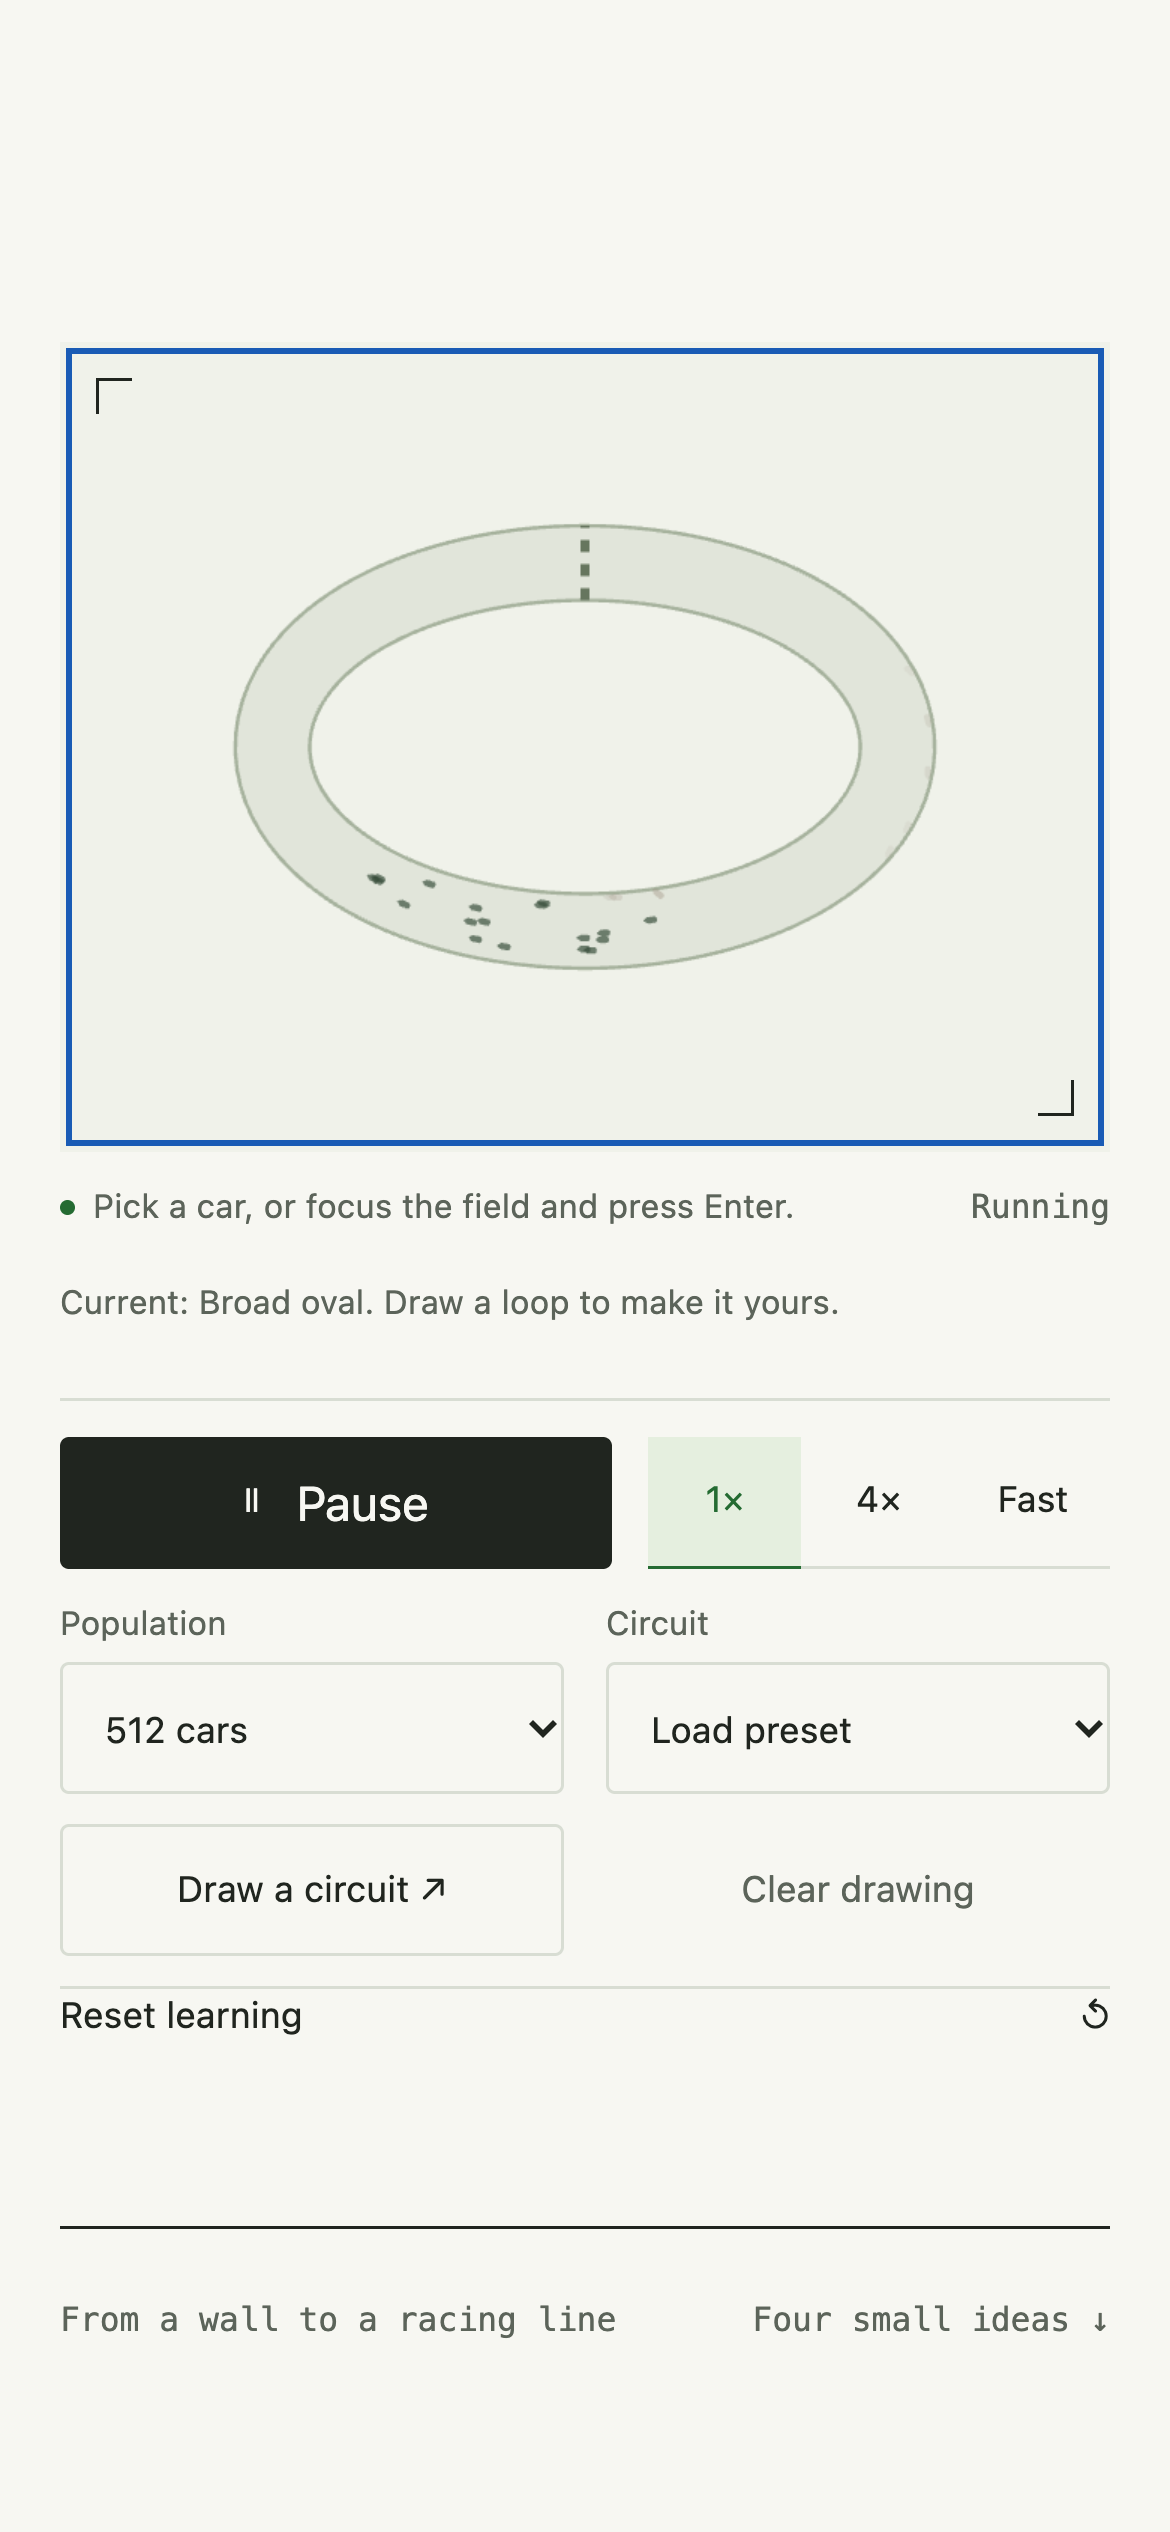 Pick a car, or focus the field and press Enter.
Running
Current: Broad oval. Draw a loop to make it yours.
Pause
1×
4×
Fast
Population
Circuit
512 cars
Load preset
Draw a circuit ↗
Clear drawing
Reset learning
From a wall to a racing line
Four small ideas ↓